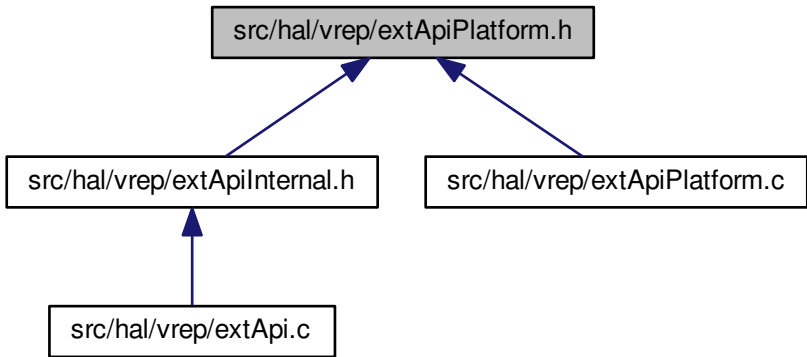 src/hal/vrep/extApiPlatform.h
src/hal/vrep/extApiInternal.h
src/hal/vrep/extApiPlatform.c
src/hal/vrep/extApi.c